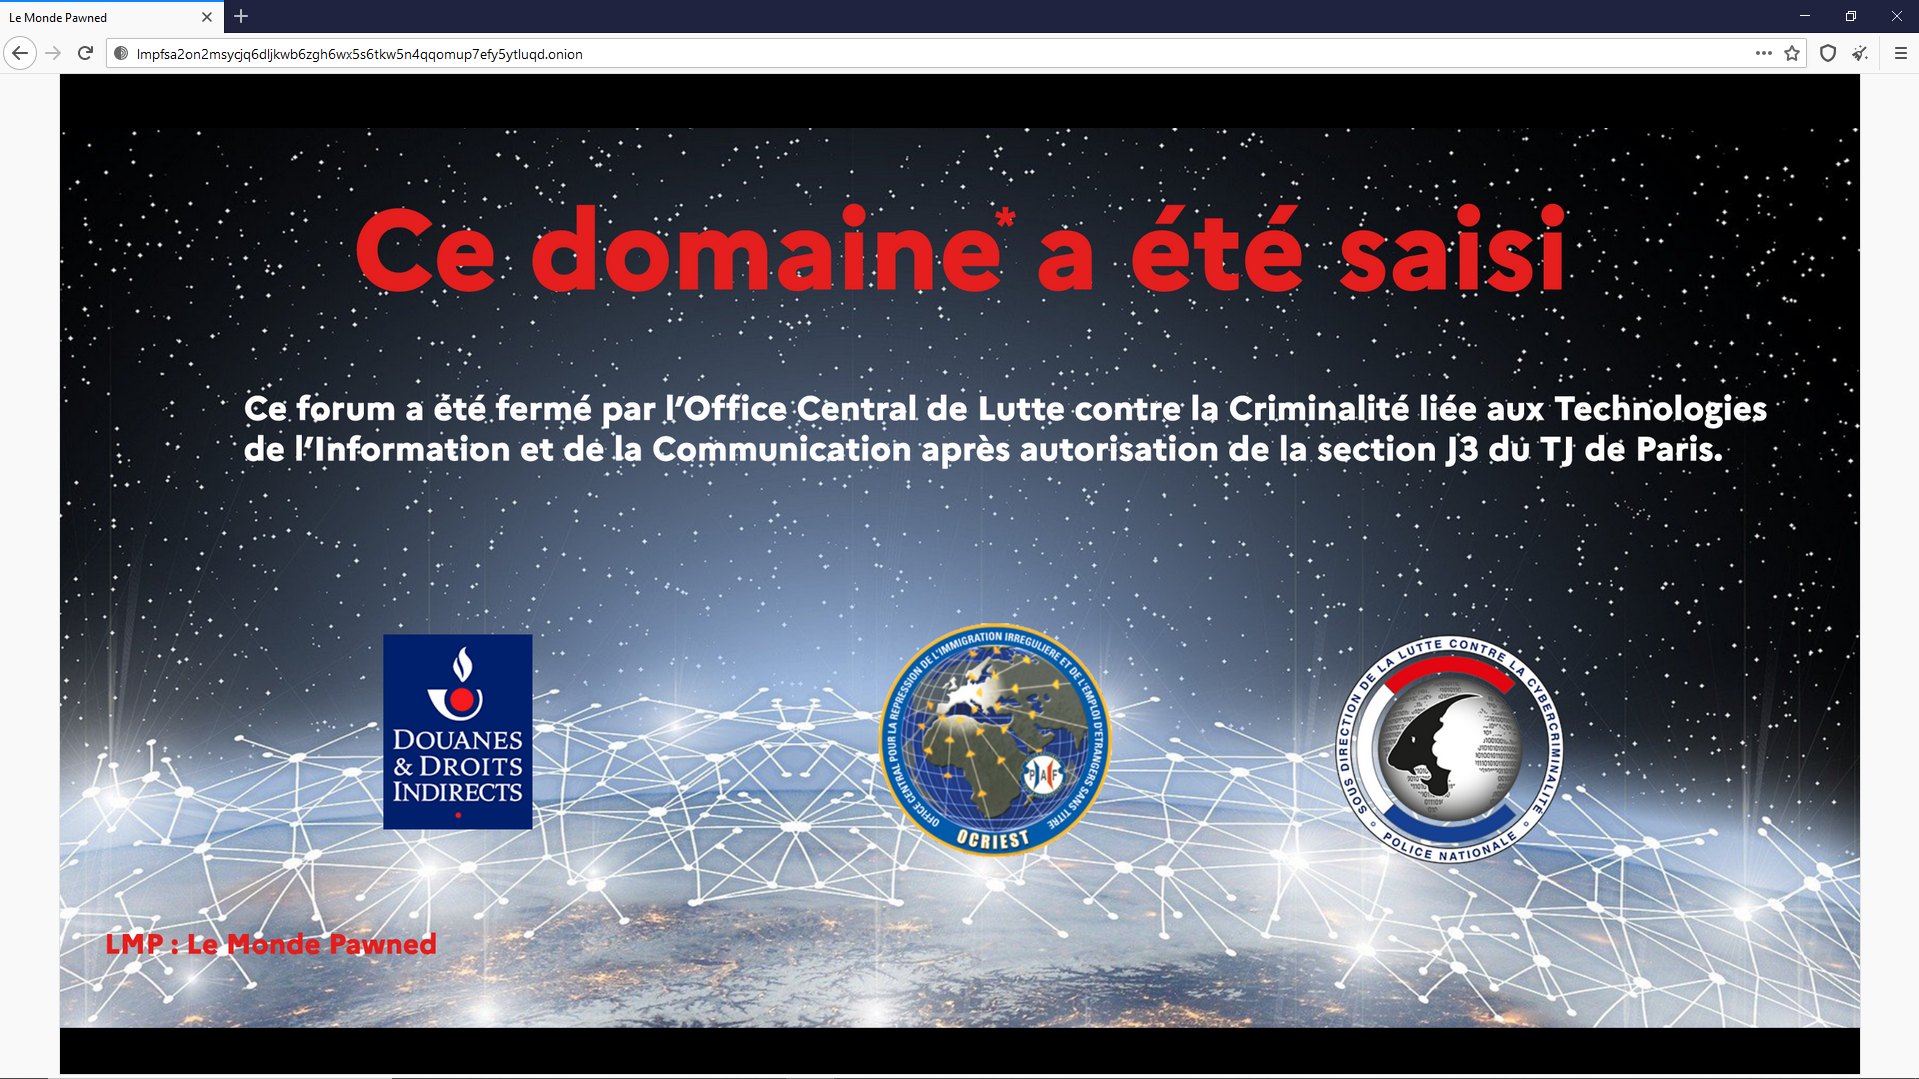 Le Monde Pawned
lmpfsa2on2msycjq6dljkwb6zgh6wx5s6tkw5n4qqomup7efy5ytluqd.onion
Ce domaine* a été saisi
Ce forum a été fermé par l'Office Central de Lutte contre la Criminalité liée aux Technologies
de l'Information et de la Communication après autorisation de la section J3 du TJ de Paris.
DOUANES
& DROITS
INDIRECTS
OFFICE CENTRAL POUR LA REPRESSION DE L'IMMIGRATION IRREGULIERE ET DE L'EMPLOI D'ETRANGERS SANS TITRE
PAF
OCRIEST
SOUS DIRECTION DE LA LUTTE CONTRE LA CYBERCRIMINALITÉ
POLICE NATIONALE
LMP : Le Monde Pawned